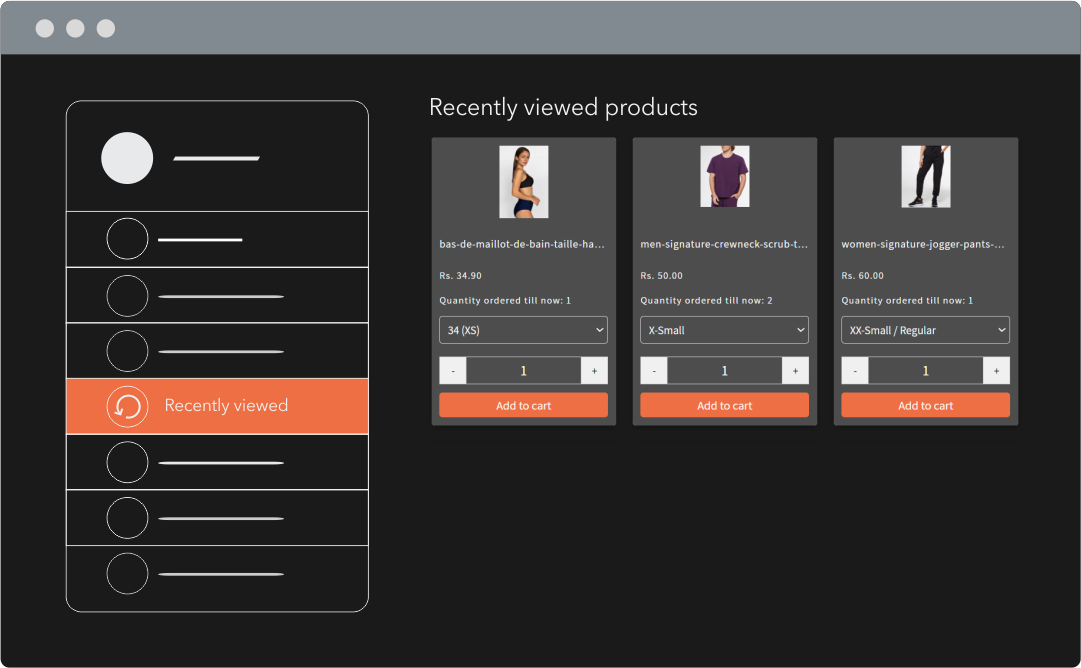 Recently viewed
Recently viewed products
bas-de-maillot-de-bain-taille-ha...
Rs. 34.90
Quantity ordered till now: 1
34 (XS)
- 1 +
Add to cart
men-signature-crewneck-scrub-t...
Rs. 50.00
Quantity ordered till now: 2
X-Small
- 1 +
Add to cart
women-signature-jogger-pants-...
Rs. 60.00
Quantity ordered till now: 1
XX-Small / Regular
- 1 +
Add to cart